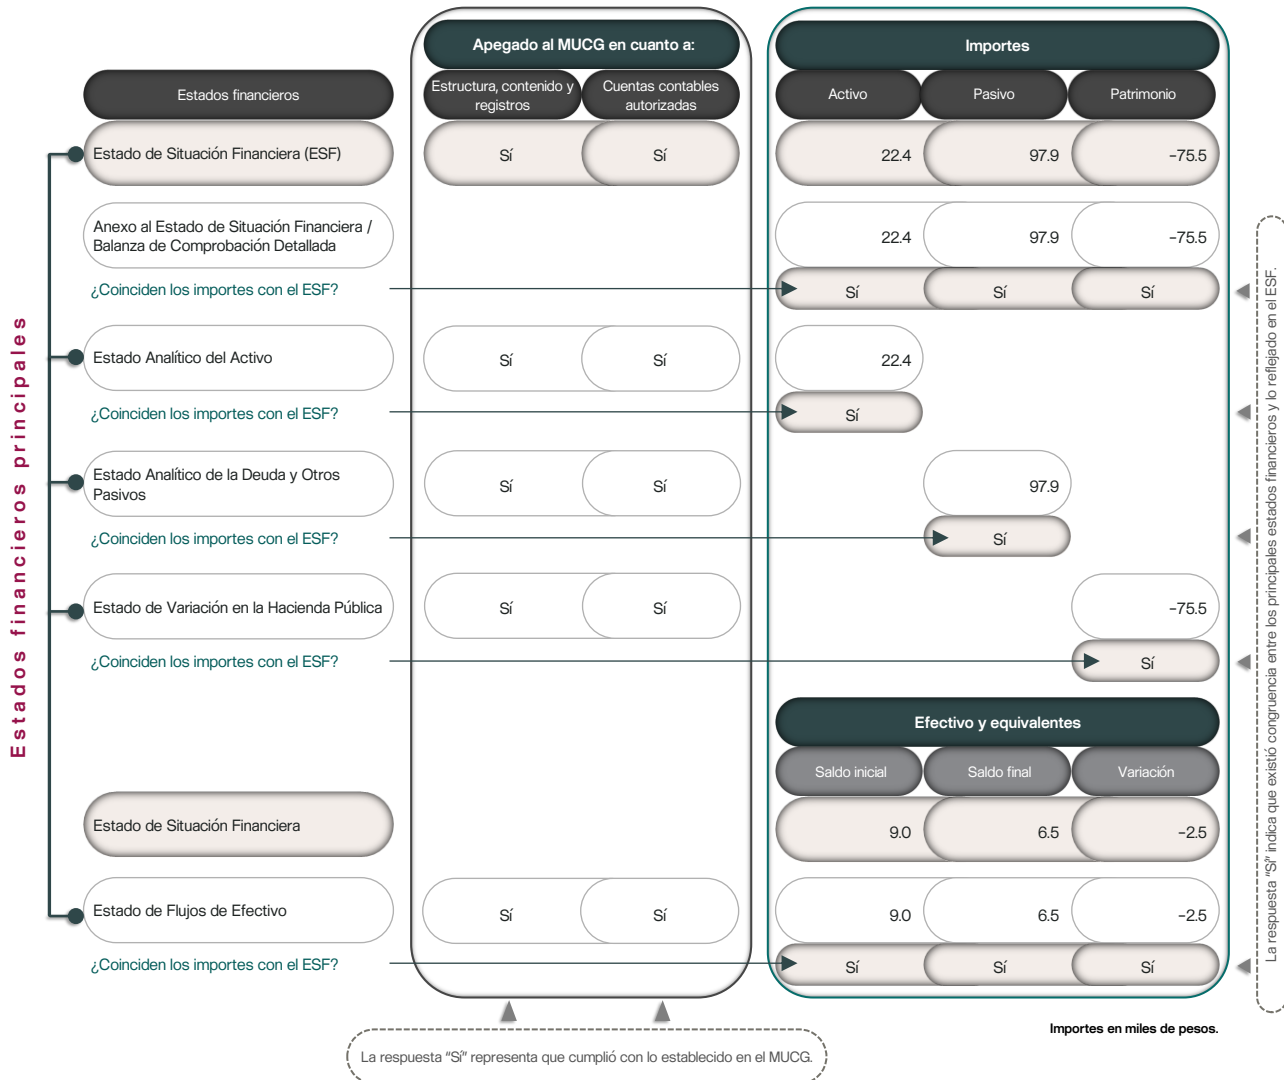 Apegado al MUCG en cuanto a:
Importes
Estados financieros
Estructura, contenido y
registros
Cuentas contables
autorizadas
Activo
Pasivo
Patrimonio
Estados financieros principales
Estado de Situación Financiera (ESF)
Sí
Sí
22.4
97.9
-75.5
Anexo al Estado de Situación Financiera /
Balanza de Comprobación Detallada
22.4
97.9
-75.5
¿Coinciden los importes con el ESF?
Sí
Sí
Sí
Estado Analítico del Activo
Sí
Sí
22.4
¿Coinciden los importes con el ESF?
Sí
Estado Analítico de la Deuda y Otros
Pasivos
Sí
Sí
97.9
¿Coinciden los importes con el ESF?
Sí
Estado de Variación en la Hacienda Pública
Sí
Sí
-75.5
¿Coinciden los importes con el ESF?
Sí
Efectivo y equivalentes
Saldo inicial
Saldo final
Variación
Estado de Situación Financiera
9.0
6.5
-2.5
Estado de Flujos de Efectivo
Sí
Sí
9.0
6.5
-2.5
¿Coinciden los importes con el ESF?
Sí
Sí
Sí
La respuesta "Sí" indica que existió congruencia entre los principales estados financieros y lo reflejado en el ESF.
Importes en miles de pesos.
La respuesta "Sí" representa que cumplió con lo establecido en el MUCG.